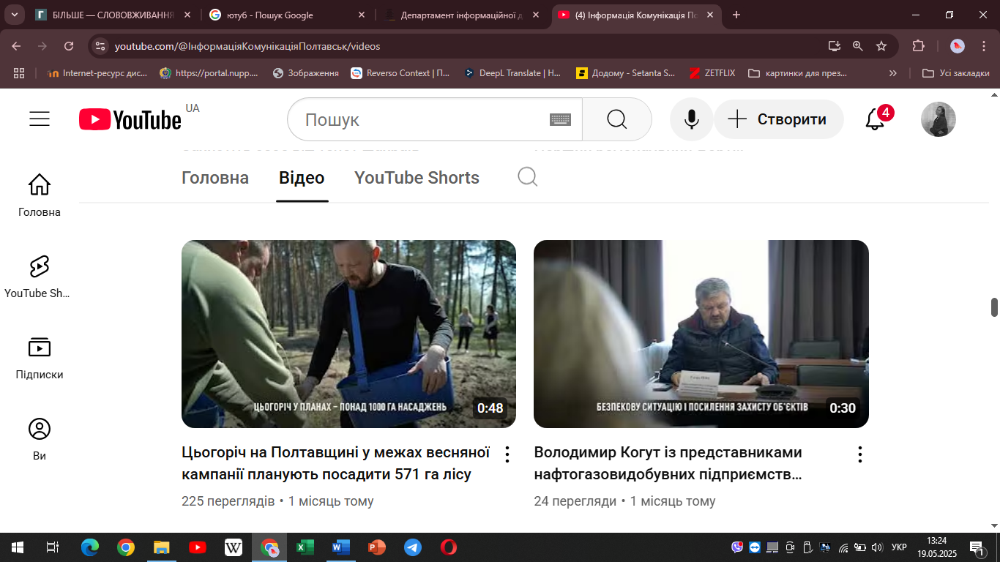 БІЛЬШЕ — СЛОВОВЖИВАННЯ
ютуб - Пошук Google
Департамент інформаційної д
(4) Інформація Комунікація По
youtube.com/@ІнформаціяКомунікаціяПолтавськ/videos
Internet-ресурс дис...
https://portal.nupp....
Зображення
Reverso Context | П...
DeepL Translate | Н...
Додому - Setanta S...
ZETFLIX
картинки для през...
»
Усі закладки
YouTube
UA
Пошук
Створити
4
Головна
Відео
YouTube Shorts
Головна
YouTube Sh...
Підписки
Ви
ЦЬОГОРІЧ У ПЛАНАХ – ПОНАД 1000 ГА НАСАДЖЕНЬ
0:48
БЕЗПЕКОВУ СИТУАЦІЮ І ПОСИЛЕННЯ ЗАХИСТУ ОБ'ЄКТІВ
0:30
Цьогоріч на Полтавщині у межах весняної
кампанії планують посадити 571 га лісу
225 переглядів • 1 місяць тому
Володимир Когут із представниками
нафтогазовидобувних підприємств...
24 перегляди • 1 місяць тому
УКР
13:24
19.05.2025
1